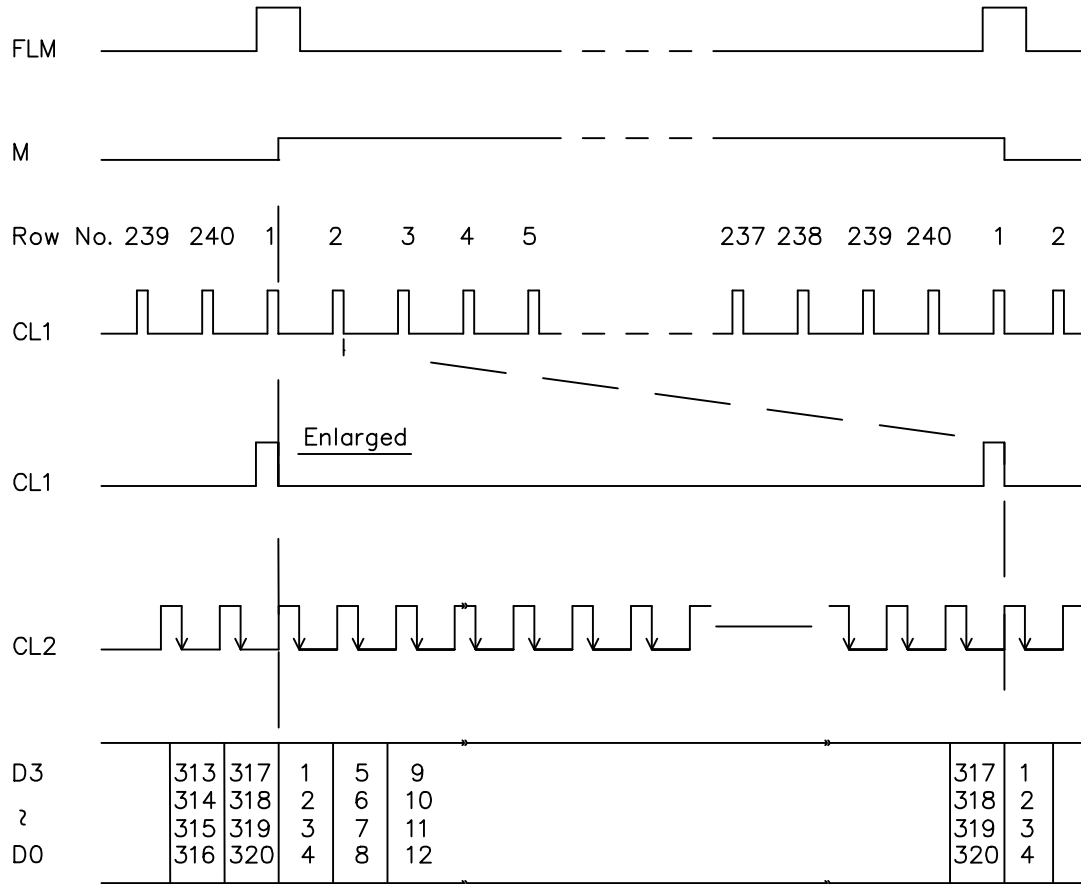 FLM
M
Row No. 239 240 1 2 3 4 5 237 238 239 240 1 2
CL1
Enlarged
CL1
CL2
D3 313 317 1 5 9 317 1
314 318 2 6 10 318 2
~ 315 319 3 7 11 319 3
D0 316 320 4 8 12 320 4